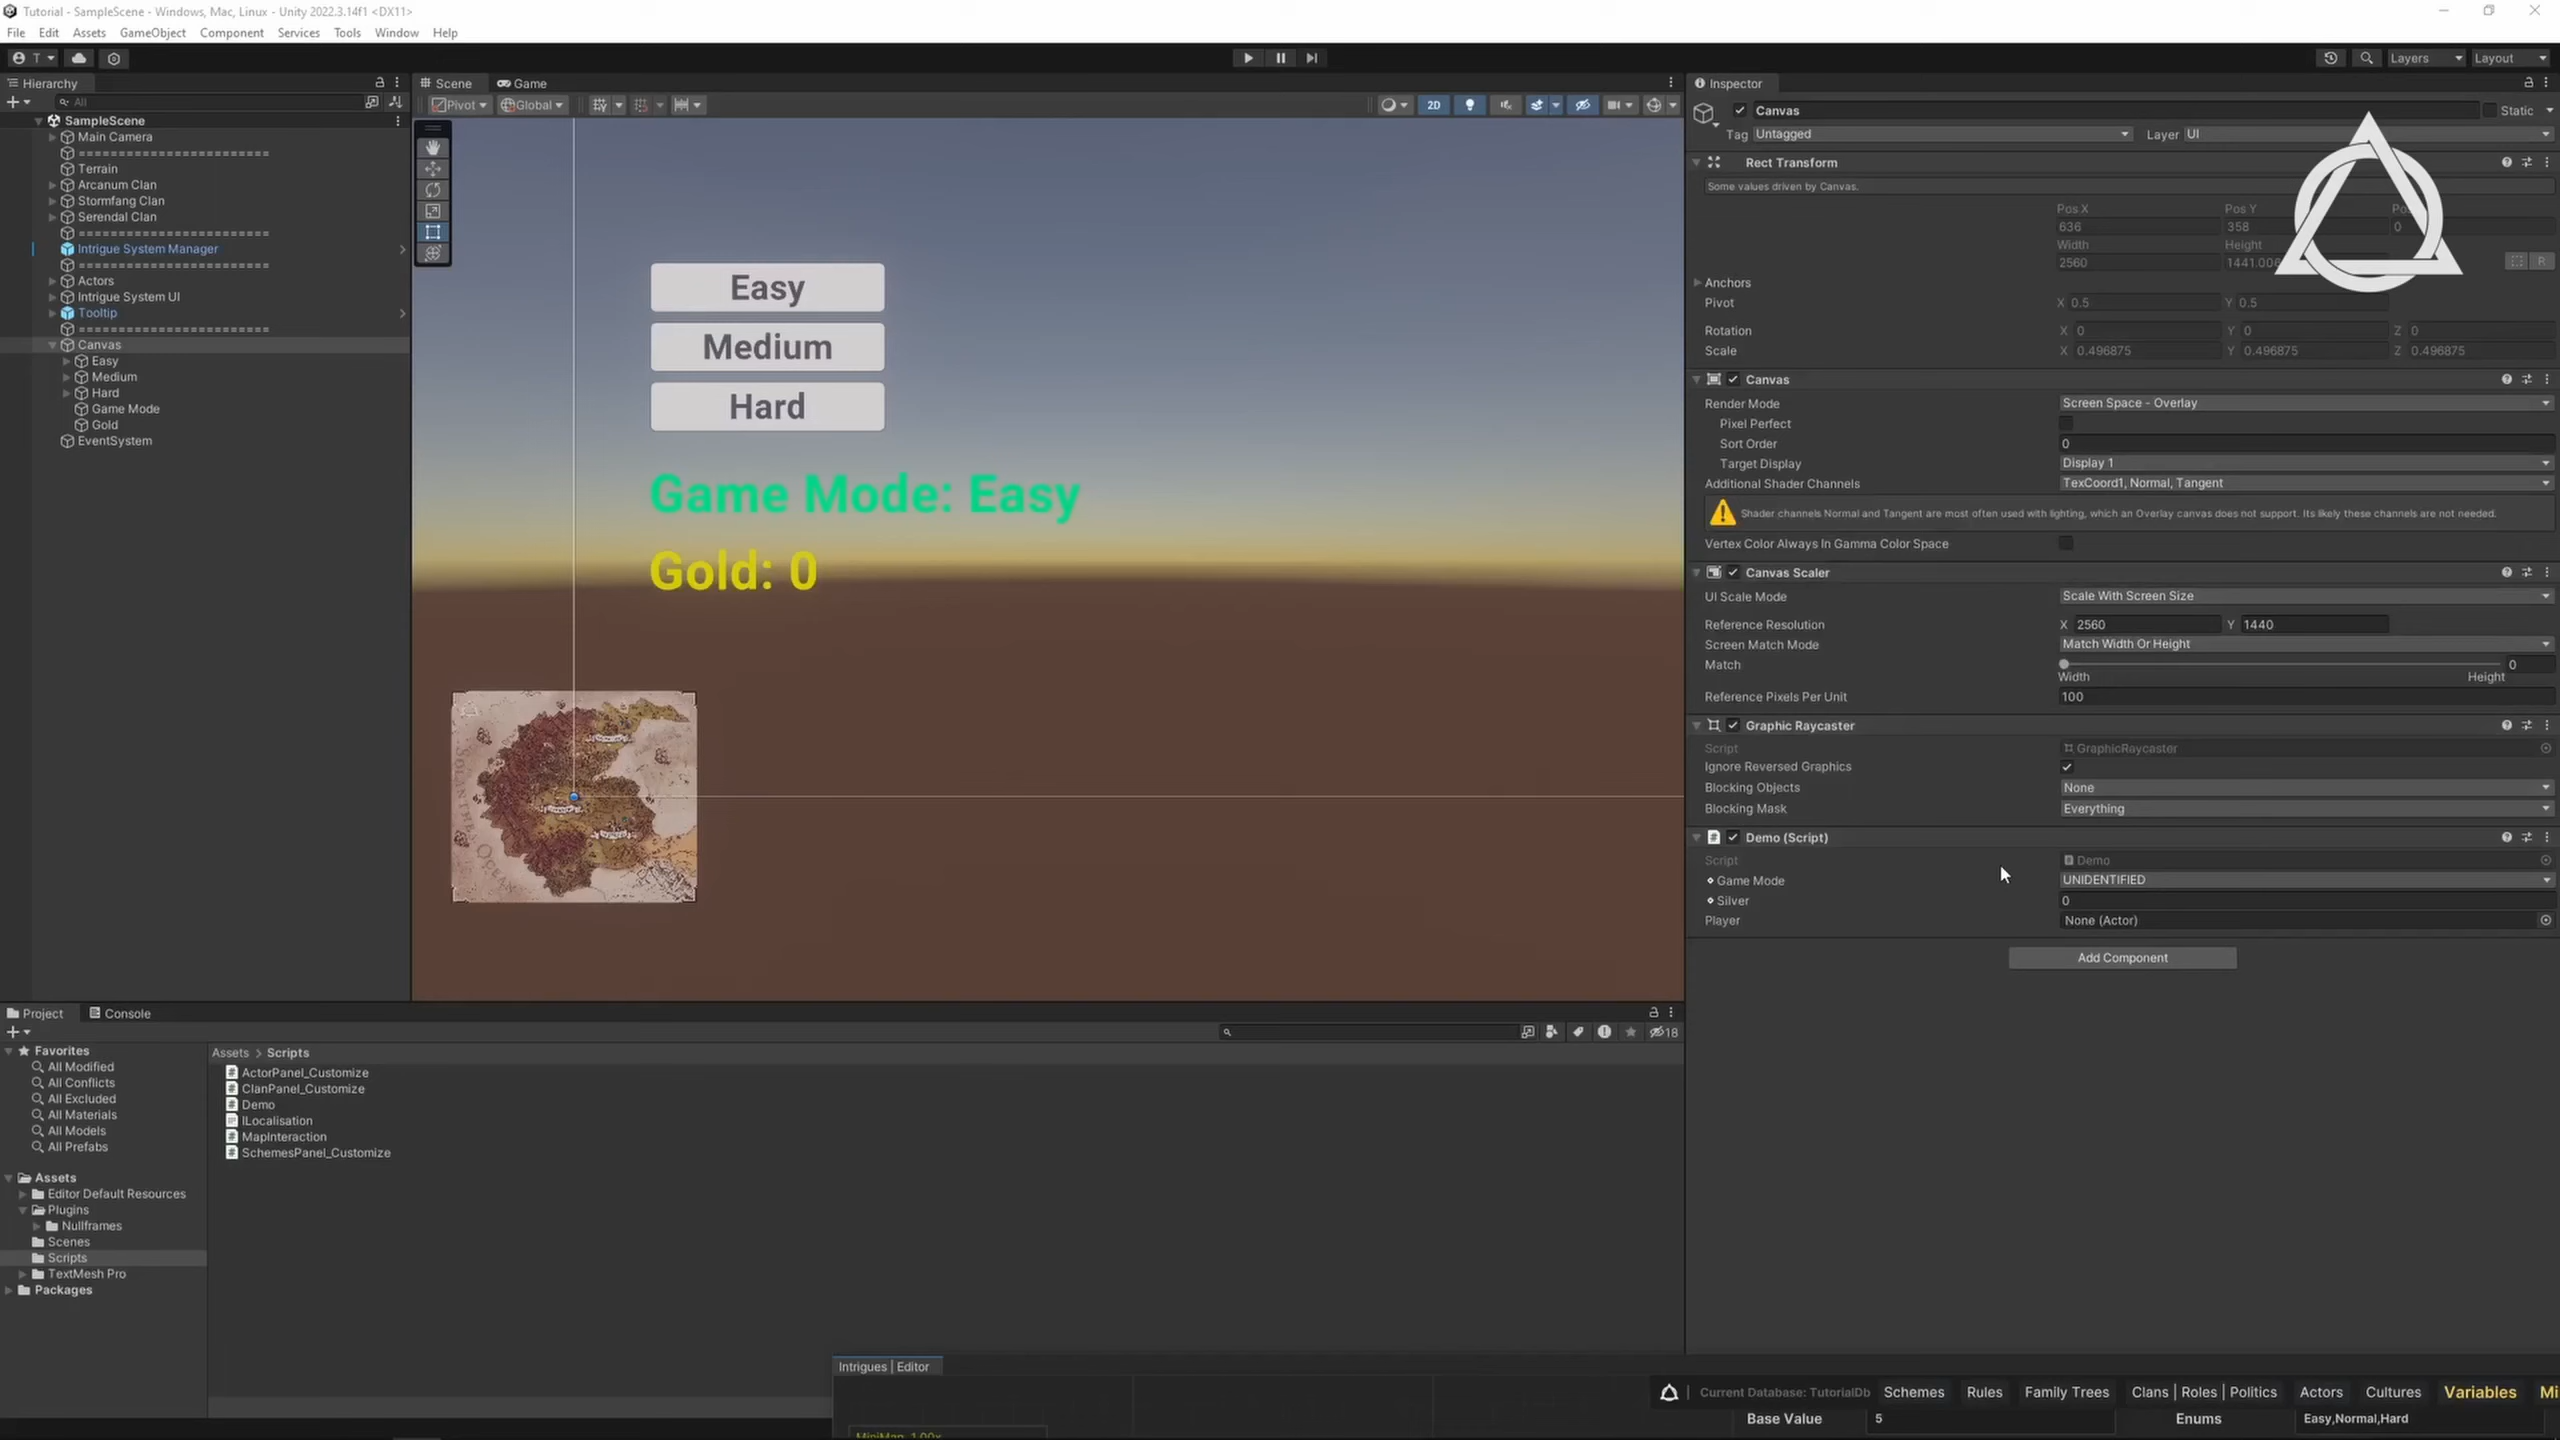 Tutorial - SampleScene - Windows, Mac, Linux - Unity 2022.3.14f1 <DX11>
File Edit Assets GameObject Component Services Tools Window Help
T Layers Layout
Hierarchy
All
SampleScene
Main Camera
========================
Terrain
Arcanum Clan
Stormfang Clan
Serendal Clan
========================
Intrigue System Manager
========================
Actors
Intrigue System UI
Tooltip
========================
Canvas
Easy
Medium
Hard
Game Mode
Gold
EventSystem
Scene Game
Pivot Global 2D
Easy
Medium
Hard
Game Mode: Easy
Gold: 0
Inspector
Canvas Static
Tag Untagged Layer UI
Rect Transform
Some values driven by Canvas.
Pos X Pos Y
636 358 0
Width Height
2560 1441.006 R
Anchors
Pivot X 0.5 Y 0.5
Rotation X 0 Y 0 Z 0
Scale X 0.496875 Y 0.496875 Z 0.496875
Canvas
Render Mode Screen Space - Overlay
Pixel Perfect
Sort Order 0
Target Display Display 1
Additional Shader Channels TexCoord1, Normal, Tangent
Shader channels Normal and Tangent are most often used with lighting, which an Overlay canvas does not support. Its likely these channels are not needed.
Vertex Color Always In Gamma Color Space
Canvas Scaler
UI Scale Mode Scale With Screen Size
Reference Resolution X 2560 Y 1440
Screen Match Mode Match Width Or Height
Match 0
Width Height
Reference Pixels Per Unit 100
Graphic Raycaster
Script GraphicRaycaster
Ignore Reversed Graphics
Blocking Objects None
Blocking Mask Everything
Demo (Script)
Script Demo
Game Mode UNIDENTIFIED
Silver 0
Player None (Actor)
Add Component
Project Console
18
Favorites
All Modified
All Conflicts
All Excluded
All Materials
All Models
All Prefabs
Assets
Editor Default Resources
Plugins
Nullframes
Scenes
Scripts
TextMesh Pro
Packages
Assets > Scripts
ActorPanel_Customize
ClanPanel_Customize
Demo
ILocalisation
MapInteraction
SchemesPanel_Customize
Intrigues | Editor
Current Database: TutorialDb Schemes Rules Family Trees Clans | Roles | Politics Actors Cultures Variables Mi
Base Value 5 Enums Easy,Normal,Hard
MiniMap 1.00x